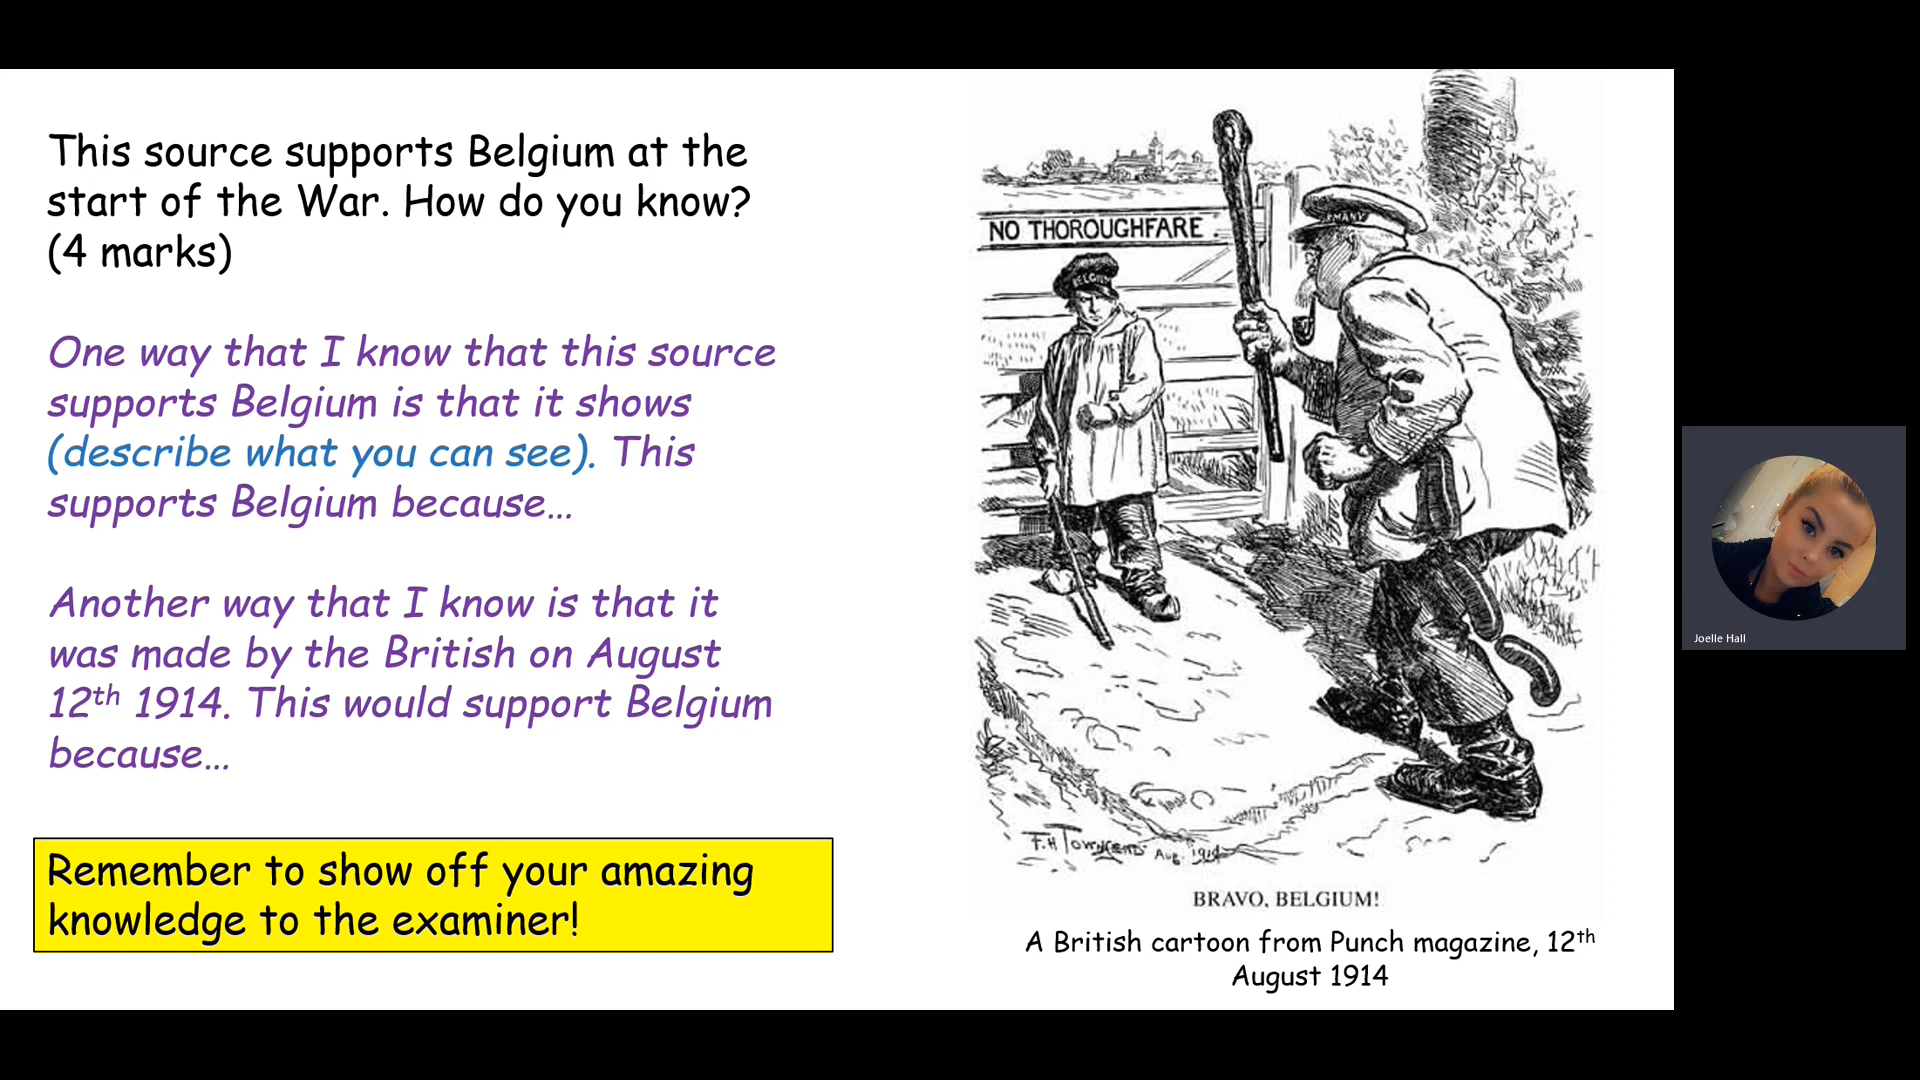 This source supports Belgium at the
start of the War. How do you know?
(4 marks)
One way that I know that this source
supports Belgium is that it shows
(describe what you can see). This
supports Belgium because…
Another way that I know is that it
was made by the British on August
12th 1914. This would support Belgium
because…
Remember to show off your amazing
knowledge to the examiner!
NO THOROUGHFARE.
BELGIUM
F.H. TOWNSEND Aug. 1914
BRAVO, BELGIUM!
A British cartoon from Punch magazine, 12th
August 1914
Joelle Hall